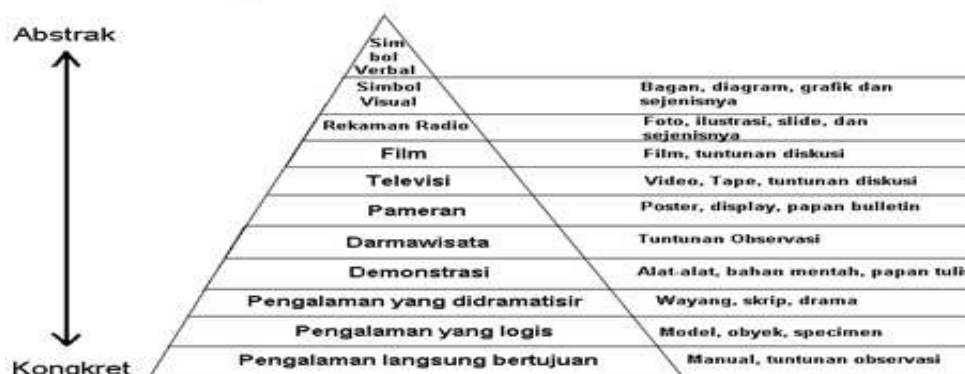 Abstrak
Sim
bol
Verbal
Simbol
Visual
Bagan, diagram, grafik dan
sejenisnya
Rekaman Radio
Foto, ilustrasi, slide, dan
sejenisnya
Film
Film, tuntunan diskusi
Televisi
Video, Tape, tuntunan diskusi
Pameran
Poster, display, papan bulletin
Darmawisata
Tuntunan Observasi
Demonstrasi
Alat-alat, bahan mentah, papan tulis
Pengalaman yang didramatisir
Wayang, skrip, drama
Pengalaman yang logis
Model, obyek, specimen
Kongkret
Pengalaman langsung bertujuan
Manual, tuntunan observasi